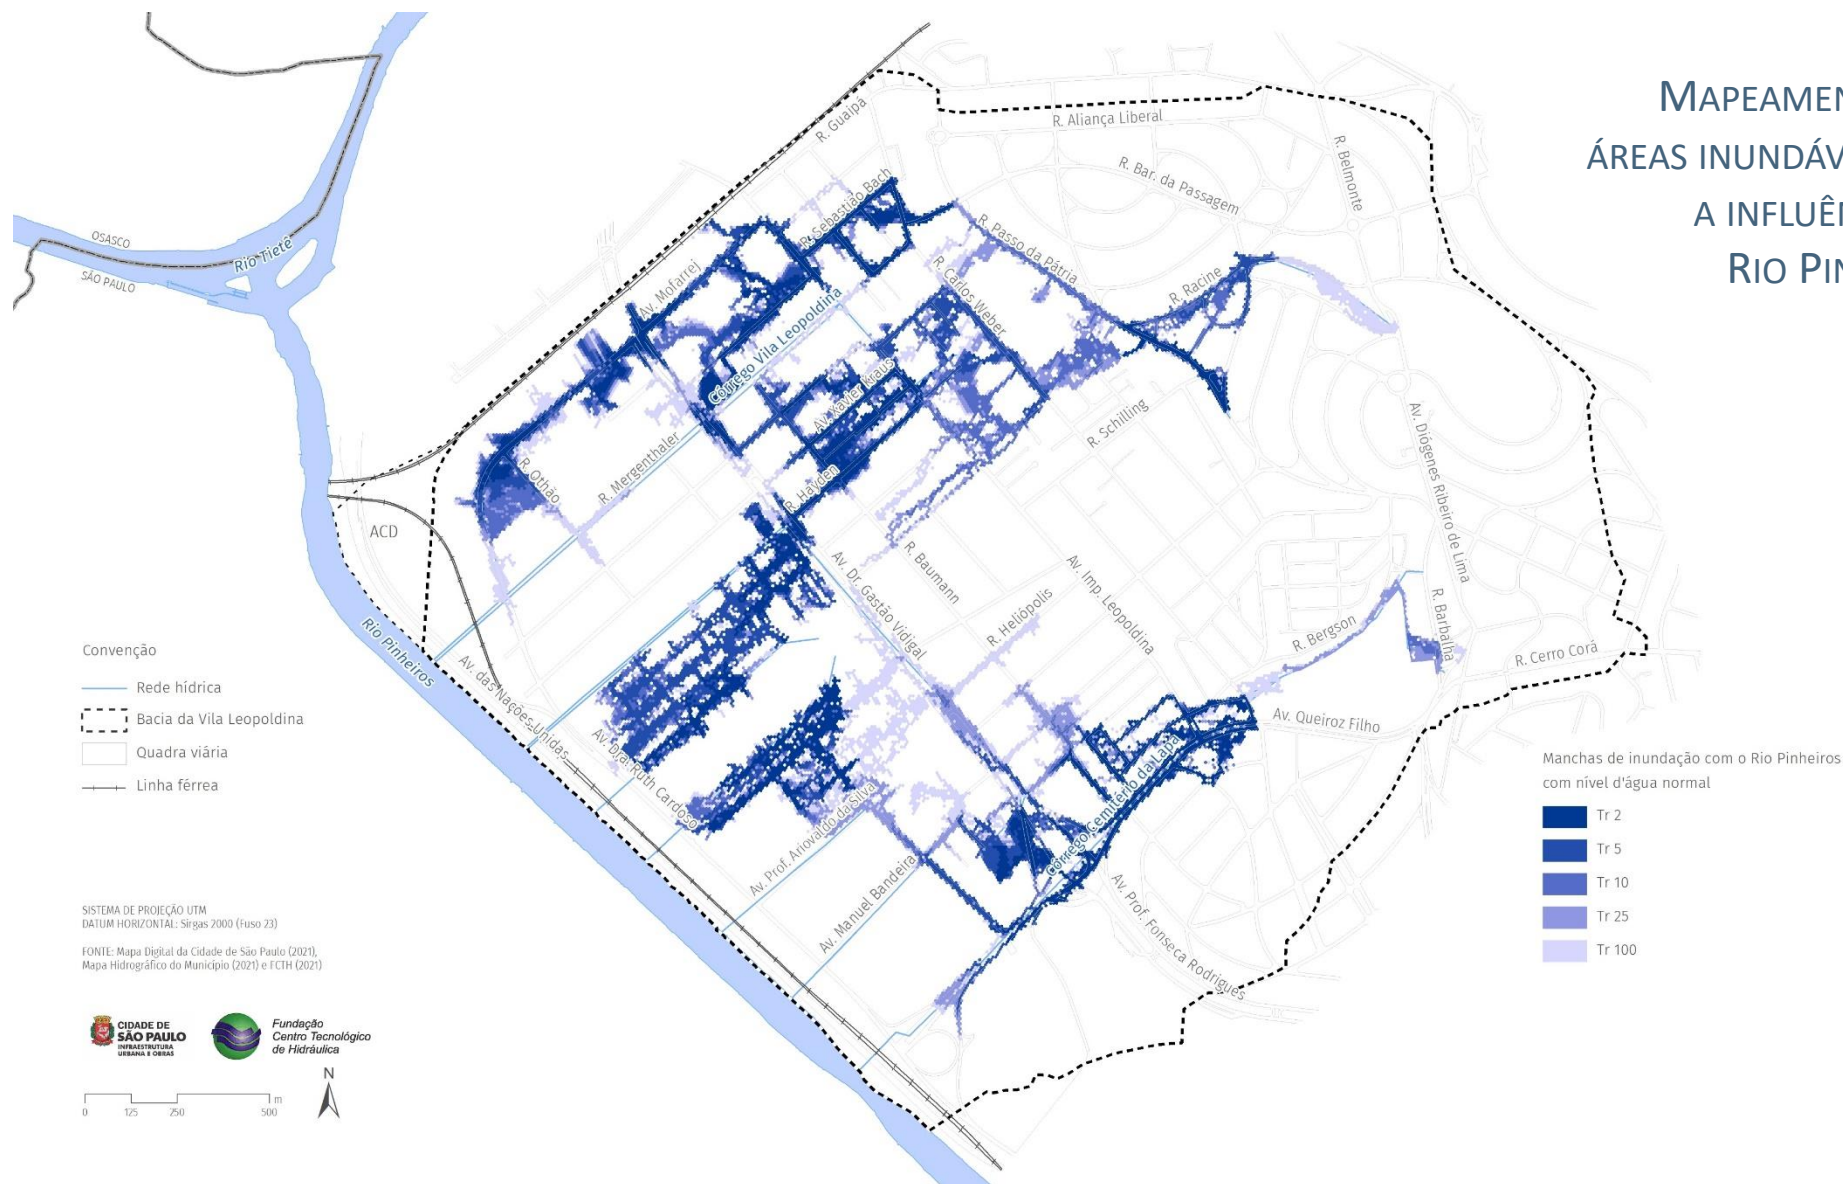 MAPEAMEN
ÁREAS INUNDÁV
A INFLUÊN
RIO PIN
R. Guaipá
R. Aliança Liberal
R. Belmonte
R. Bar. da Passagem
R. Sebastião Bach
R. Passo da Pátria
OSASCO
Rio Tietê
SÃO PAULO
Av. Mofarrej
R. Carlos Weber
R. Racine
Córrego Vila Leopoldina
Av. Xavier Kraus
R. Schilling
Av. Diógenes Ribeiro de Lima
R. Othão
R. Mergenthaler
R. Hayden
ACD
R. Baumann
Av. Dr. Gastão Vidigal
Av. Imp. Leopoldina
R. Heliópolis
R. Bergson
R. Barbalha
R. Cerro Corá
Rio Pinheiros
Av. das Nações Unidas
Av. Dra. Ruth Cardoso
Av. Queiroz Filho
Córrego Cemitério da Lapa
Av. Prof. Ariovaldo da Silva
Av. Manuel Bandeira
Av. Prof. Fonseca Rodrigues
Convenção
Rede hídrica
Bacia da Vila Leopoldina
Quadra viária
Linha férrea
Manchas de inundação com o Rio Pinheiros
com nível d'água normal
Tr 2
Tr 5
Tr 10
Tr 25
Tr 100
SISTEMA DE PROJEÇÃO UTM
DATUM HORIZONTAL: Sirgas 2000 (Fuso 23)
FONTE: Mapa Digital da Cidade de São Paulo (2021),
Mapa Hidrográfico do Município (2021) e FCTH (2021)
CIDADE DE
SÃO PAULO
INFRAESTRUTURA
URBANA E OBRAS
Fundação
Centro Tecnológico
de Hidráulica
N
m
0 125 250 500